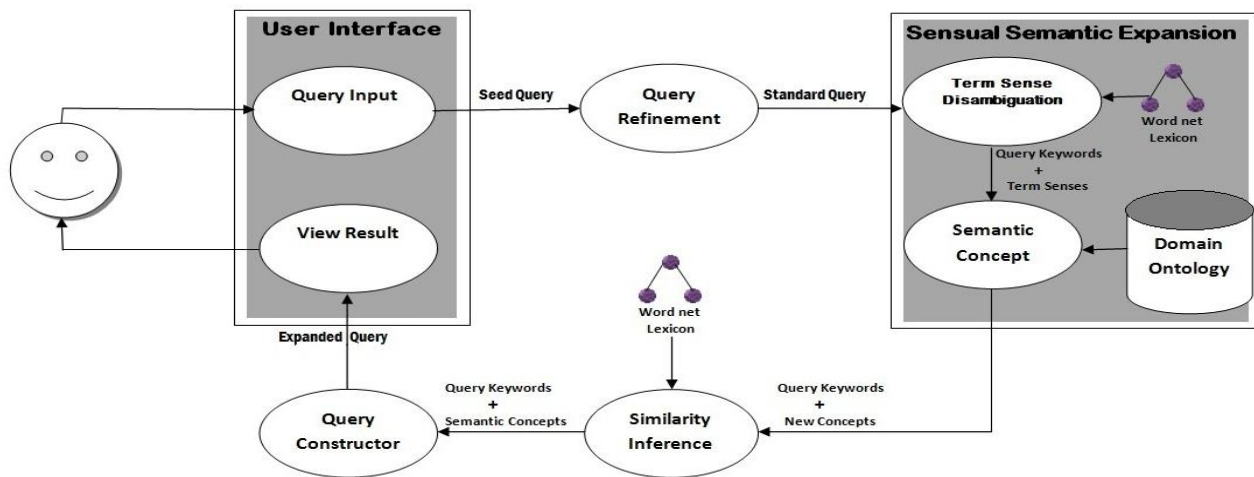 User Interface
Query Input
View Result
Seed Query
Query
Refinement
Standard Query
Sensual Semantic Expansion
Term Sense
Disambiguation
Word net
Lexicon
Query Keywords
+
Term Senses
Semantic
Concept
Domain
Ontology
Query Keywords
+
New Concepts
Word net
Lexicon
Similarity
Inference
Query Keywords
+
Semantic Concepts
Query
Constructor
Expanded Query